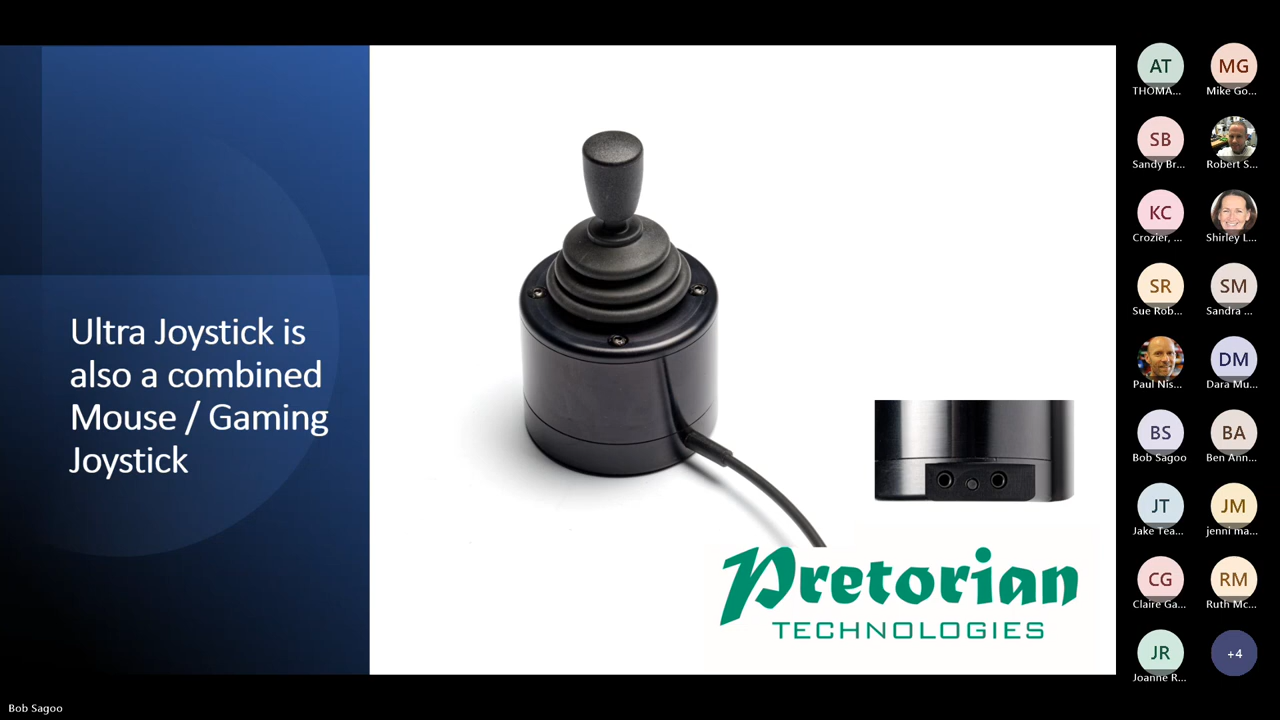 Ultra Joystick is
also a combined
Mouse / Gaming
Joystick
Pretorian
TECHNOLOGIES
AT
THOMA...
MG
Mike Go...
SB
Sandy Br...
Robert S...
KC
Crozier, ...
Shirley L...
SR
Sue Rob...
SM
Sandra ...
Paul Nis...
DM
Dara Mu...
BS
Bob Sagoo
BA
Ben Ann...
JT
Jake Tea...
JM
jenni ma...
CG
Claire Ga...
RM
Ruth Mc...
JR
Joanne R...
+4
Bob Sagoo